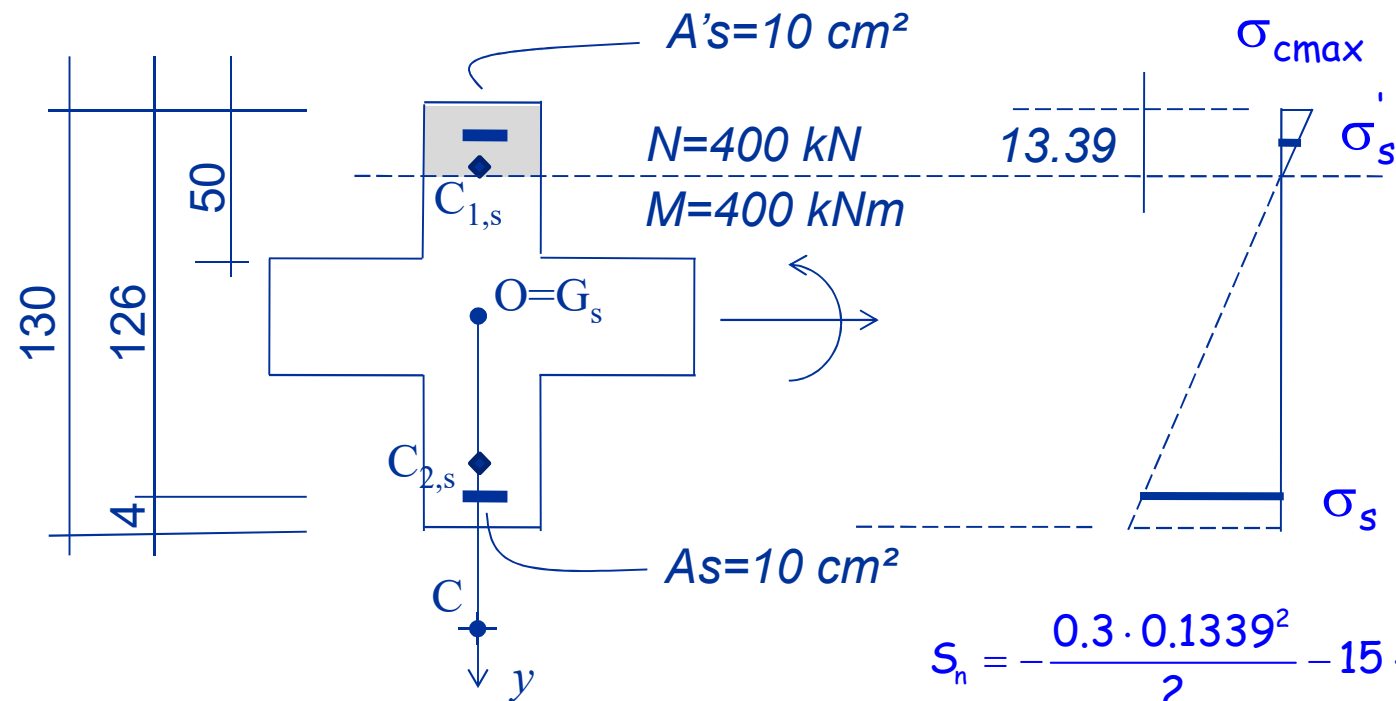 A's=10 cm²
σcmax
σ's
N=400 kN
13.39
M=400 kNm
C1,s
50
130
126
4
O=Gs
C2,s
σs
As=10 cm²
C
y
Sn = − 0.3 · 0.1339² / 2 − 15 ·